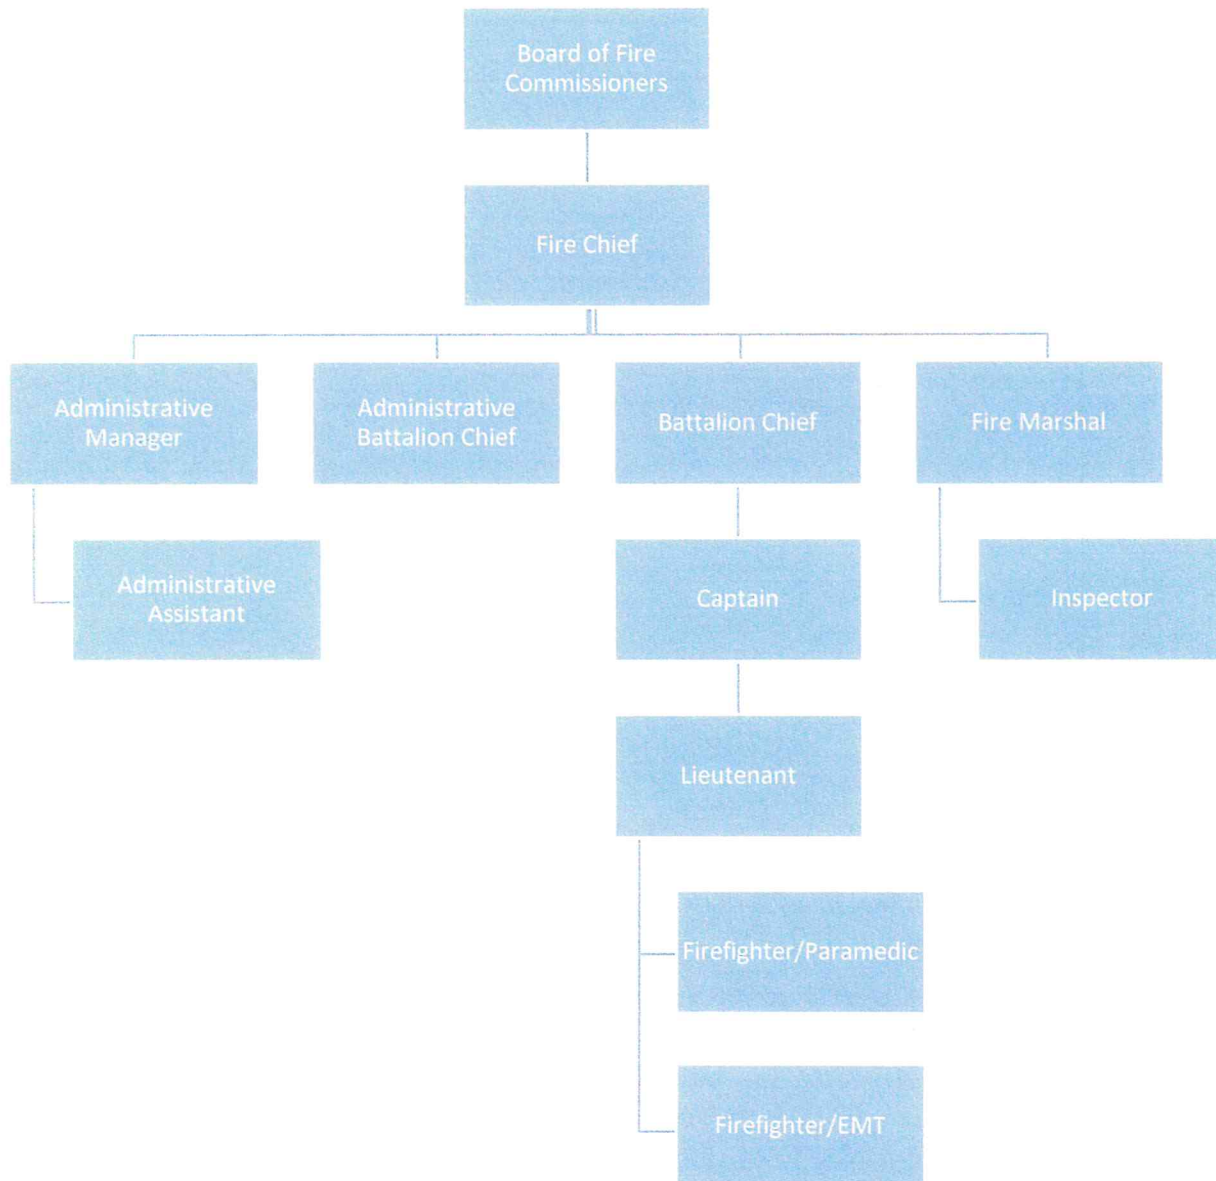 Board of Fire
Commissioners
Fire Chief
Administrative
Manager
Administrative
Battalion Chief
Battalion Chief
Fire Marshal
Administrative
Assistant
Captain
Inspector
Lieutenant
Firefighter/Paramedic
Firefighter/EMT